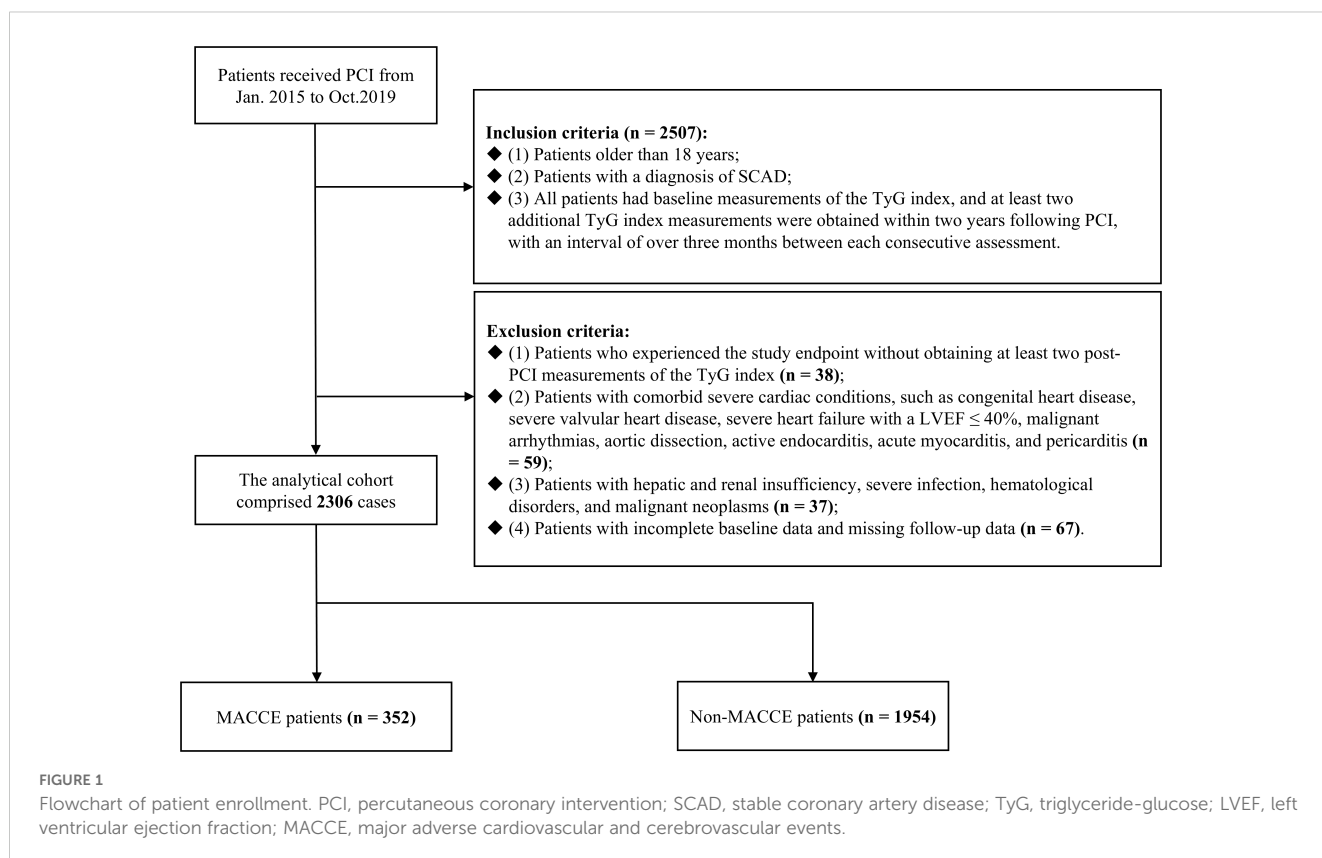 Patients received PCI from
Jan. 2015 to Oct.2019
Inclusion criteria (n = 2507):
◆ (1) Patients older than 18 years;
◆ (2) Patients with a diagnosis of SCAD;
◆ (3) All patients had baseline measurements of the TyG index, and at least two
additional TyG index measurements were obtained within two years following PCI,
with an interval of over three months between each consecutive assessment.
Exclusion criteria:
◆ (1) Patients who experienced the study endpoint without obtaining at least two post-
PCI measurements of the TyG index (n = 38);
◆ (2) Patients with comorbid severe cardiac conditions, such as congenital heart disease,
severe valvular heart disease, severe heart failure with a LVEF ≤ 40%, malignant
arrhythmias, aortic dissection, active endocarditis, acute myocarditis, and pericarditis (n
= 59);
◆ (3) Patients with hepatic and renal insufficiency, severe infection, hematological
disorders, and malignant neoplasms (n = 37);
◆ (4) Patients with incomplete baseline data and missing follow-up data (n = 67).
The analytical cohort
comprised 2306 cases
MACCE patients (n = 352)
Non-MACCE patients (n = 1954)
FIGURE 1
Flowchart of patient enrollment. PCI, percutaneous coronary intervention; SCAD, stable coronary artery disease; TyG, triglyceride-glucose; LVEF, left
ventricular ejection fraction; MACCE, major adverse cardiovascular and cerebrovascular events.